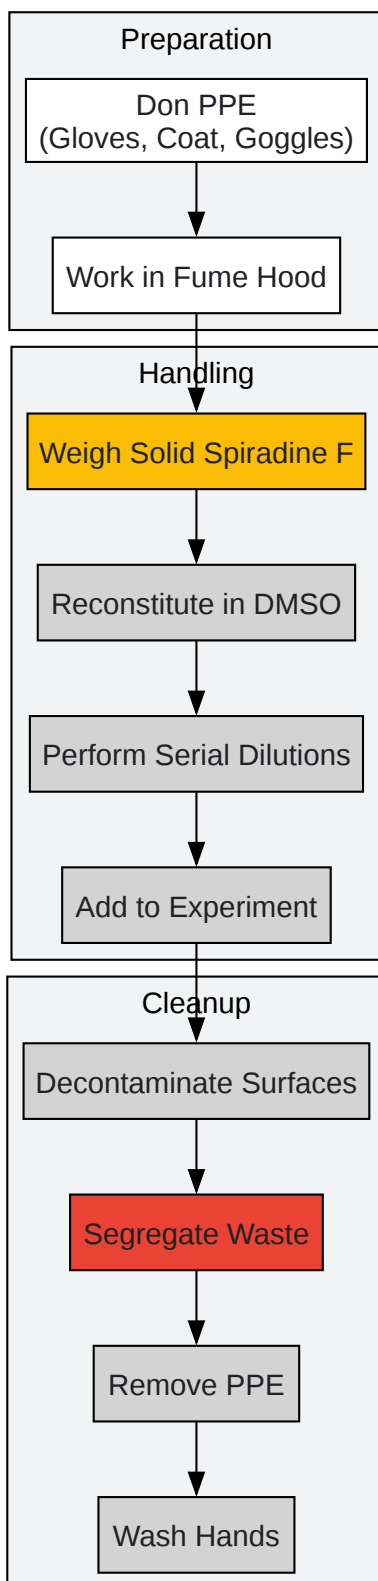 Preparation
Don PPE
(Gloves, Coat, Goggles)
Work in Fume Hood
Handling
Weigh Solid Spiradine F
Reconstitute in DMSO
Perform Serial Dilutions
Add to Experiment
Cleanup
Decontaminate Surfaces
Segregate Waste
Remove PPE
Wash Hands